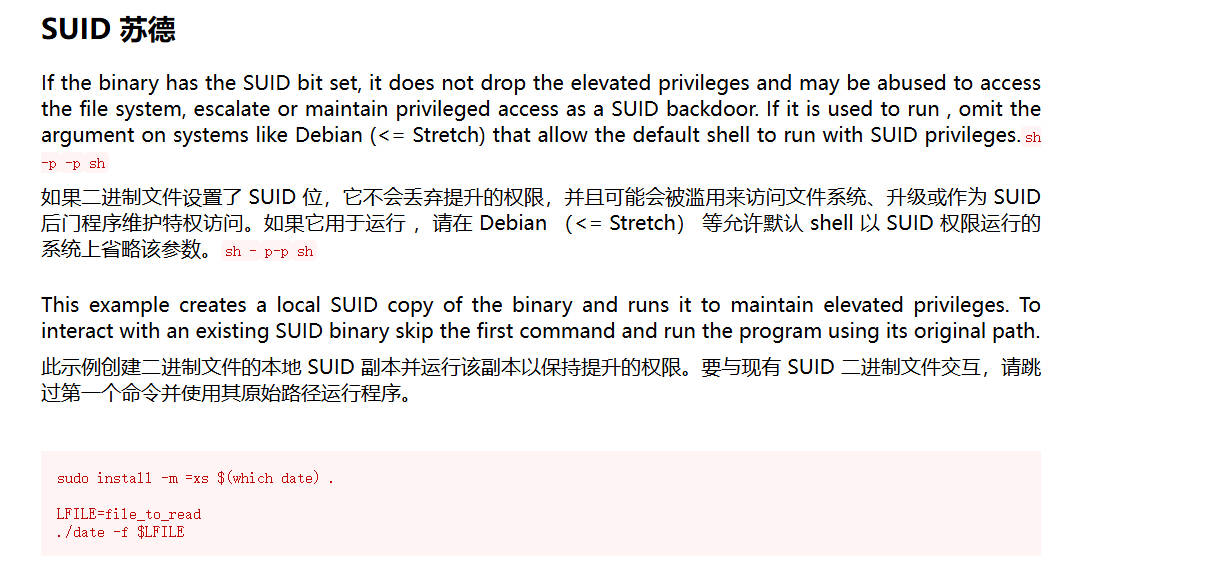 SUID 苏德
If the binary has the SUID bit set, it does not drop the elevated privileges and may be abused to access
the file system, escalate or maintain privileged access as a SUID backdoor. If it is used to run , omit the
argument on systems like Debian (<= Stretch) that allow the default shell to run with SUID privileges. sh
-p -p sh
如果二进制文件设置了 SUID 位，它不会丢弃提升的权限，并且可能会被滥用来访问文件系统、升级或作为 SUID
后门程序维护特权访问。如果它用于运行 ，请在 Debian （<= Stretch） 等允许默认 shell 以 SUID 权限运行的
系统上省略该参数。 sh - p-p sh
This example creates a local SUID copy of the binary and runs it to maintain elevated privileges. To
interact with an existing SUID binary skip the first command and run the program using its original path.
此示例创建二进制文件的本地 SUID 副本并运行该副本以保持提升的权限。要与现有 SUID 二进制文件交互，请跳
过第一个命令并使用其原始路径运行程序。
sudo install -m =xs $(which date) .
LFILE=file_to_read
./date -f $LFILE